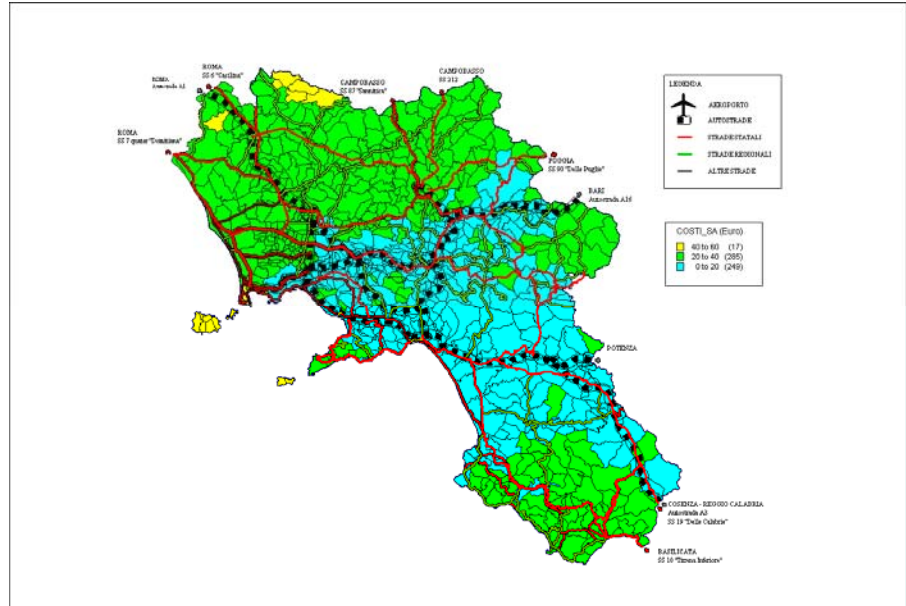 ROMA
SS 6 "Casilina"
ROMA
Autostrada A1
CAMPOBASSO
SS 87 "Sannitica"
CAMPOBASSO
SS 212
ROMA
SS 7 quater "Domitiana"
FOGGIA
SS 90 "Delle Puglie"
BARI
Autostrada A16
LEGENDA
AEROPORTO
AUTOSTRADE
STRADE STATALI
STRADE REGIONALI
ALTRE STRADE
COSTI_SA (Euro)
40 to 60 (17)
20 to 40 (285)
0 to 20 (249)
POTENZA
COSENZA - REGGIO CALABRIA
Autostrada A3
SS 19 "Delle Calabrie"
BASILICATA
SS 18 "Tirrena Inferiore"